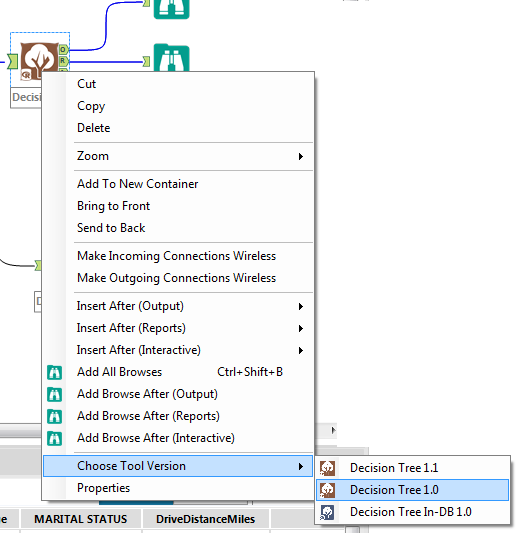 O
R
Decis
Cut
Copy
Delete
Zoom
Add To New Container
Bring to Front
Send to Back
Make Incoming Connections Wireless
Make Outgoing Connections Wireless
D
Insert After (Output)
Insert After (Reports)
Insert After (Interactive)
Add All Browses Ctrl+Shift+B
Add Browse After (Output)
Add Browse After (Reports)
Add Browse After (Interactive)
Choose Tool Version
Decision Tree 1.1
Properties
Decision Tree 1.0
Decision Tree In-DB 1.0
e MARITAL STATUS DriveDistanceMiles